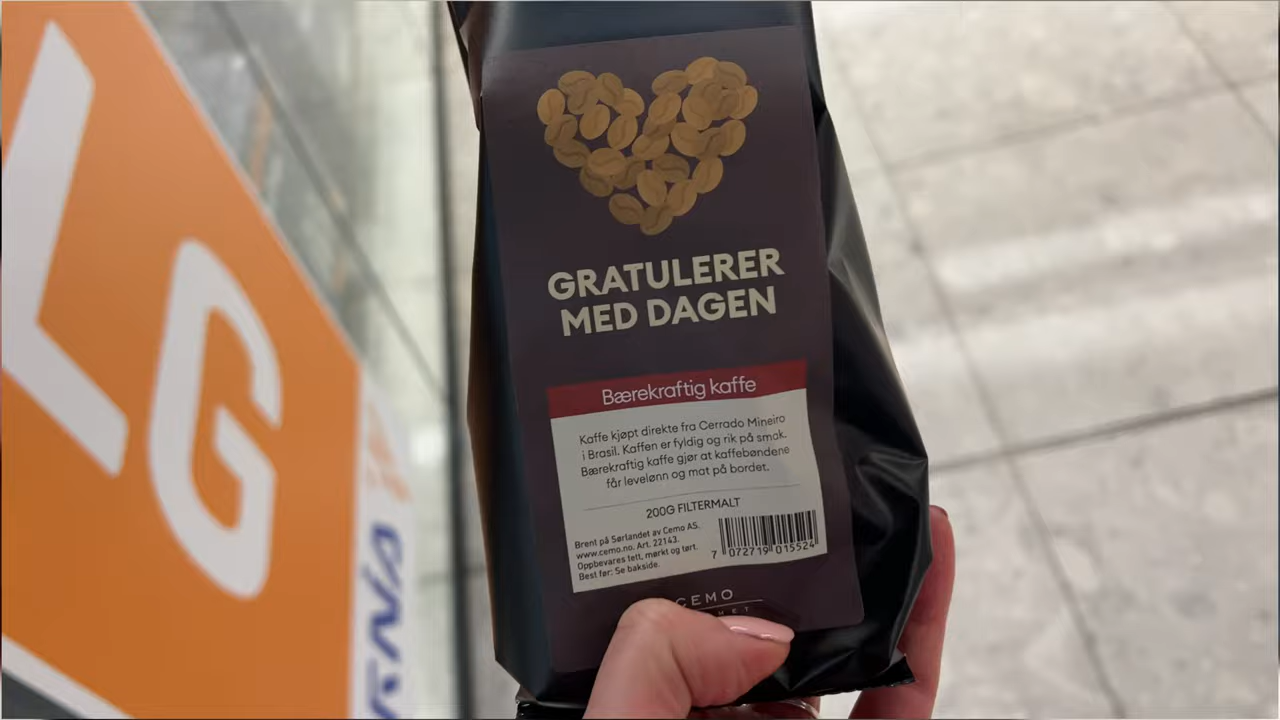 LG
GRATULERER
MED DAGEN
Bærekraftig kaffe
Kaffe kjøpt direkte fra Cerrado Mineiro
i Brasil. Kaffen er fyldig og rik på smak.
Bærekraftig kaffe gjør at kaffebøndene
får levelønn og mat på bordet.
200G FILTERMALT
Brent på Sørlandet av Cemo AS.
www.cemo.no. Art. 22143.
Oppbevares tett, mørkt og tørt.
Best før: Se bakside.
7 072719 015524
CEMO